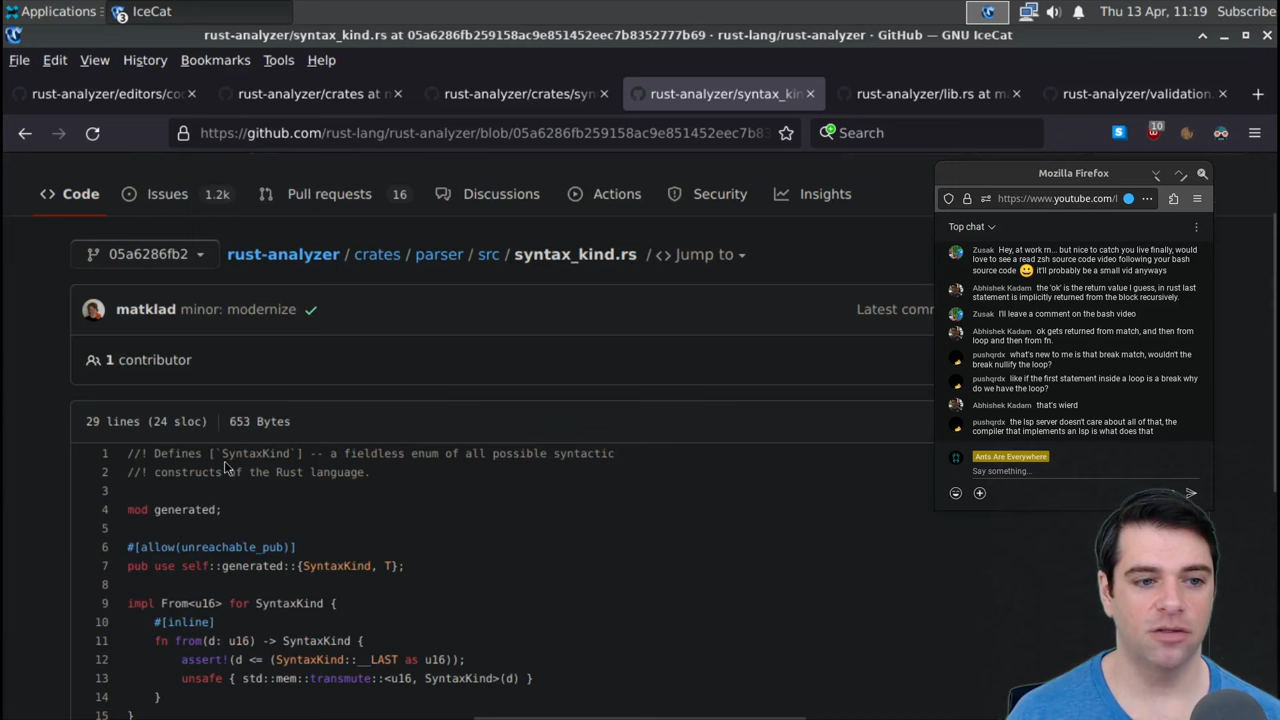 Applications
3
IceCat
Thu 13 Apr, 11:19
Subscribe
rust-analyzer/syntax_kind.rs at 05a6286fb259158ac9e851452eec7b8352777b69 · rust-lang/rust-analyzer · GitHub — GNU IceCat
File Edit View History Bookmarks Tools Help
rust-analyzer/editors/co
rust-analyzer/crates at n
rust-analyzer/crates/syn
rust-analyzer/syntax_kin
rust-analyzer/lib.rs at m
rust-analyzer/validation.
https://github.com/rust-lang/rust-analyzer/blob/05a6286fb259158ac9e851452eec7b83
Search
10
Code
Issues 1.2k
Pull requests 16
Discussions
Actions
Security
Insights
05a6286fb2
rust-analyzer / crates / parser / src / syntax_kind.rs / <> Jump to
matklad minor: modernize
Latest comm
1 contributor
29 lines (24 sloc) 653 Bytes
1 //! Defines [`SyntaxKind`] -- a fieldless enum of all possible syntactic
2 //! constructs of the Rust language.
3
4 mod generated;
5
6 #[allow(unreachable_pub)]
7 pub use self::generated::{SyntaxKind, T};
8
9 impl From<u16> for SyntaxKind {
10 #[inline]
11 fn from(d: u16) -> SyntaxKind {
12 assert!(d <= (SyntaxKind::__LAST as u16));
13 unsafe { std::mem::transmute::<u16, SyntaxKind>(d) }
14 }
15 }
Mozilla Firefox
https://www.youtube.com/l
Top chat
Zusak Hey, at work rn... but nice to catch you live finally, would
love to see a read zsh source code video following your bash
source code 😀 it'll probably be a small vid anyways
Abhishek Kadam the 'ok' is the return value I guess, in rust last
statement is implicitly returned from the block recursively.
Zusak I'll leave a comment on the bash video
Abhishek Kadam ok gets returned from match, and then from
loop and then from fn.
pushqrdx what's new to me is that break match, wouldn't the
break nullify the loop?
pushqrdx like if the first statement inside a loop is a break why
do we have the loop?
Abhishek Kadam that's wierd
pushqrdx the lsp server doesn't care about all of that, the
compiler that implements an lsp is what does that
Ants Are Everywhere
Say something...